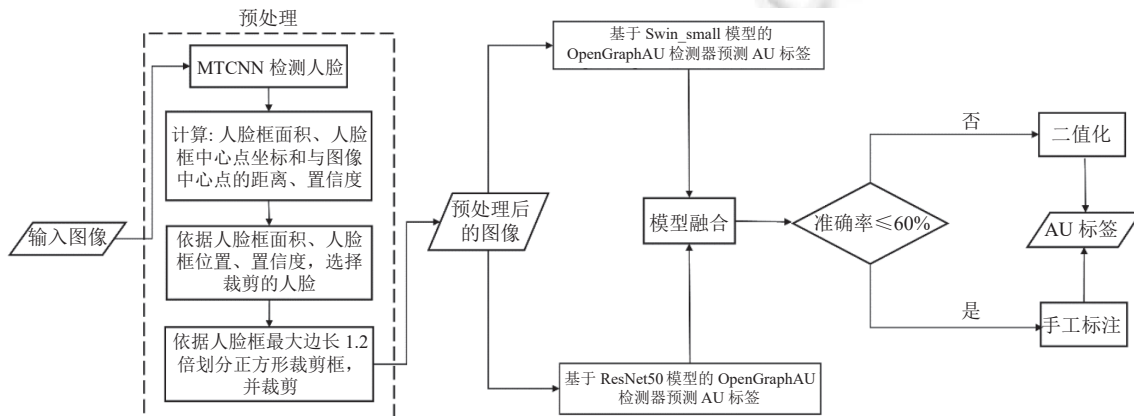 预处理
MTCNN 检测人脸
计算: 人脸框面积、人脸
框中心点坐标和与图像
中心点的距离、置信度
输入图像
依据人脸框面积、人脸
框位置、置信度，选择
裁剪的人脸
依据人脸框最大边长 1.2
倍划分正方形裁剪框，
并裁剪
预处理后
的图像
基于 Swin_small 模型的
OpenGraphAU 检测器预测 AU 标签
模型融合
基于 ResNet50 模型的 OpenGraphAU
检测器预测 AU 标签
准确率≤60%
否
二值化
AU 标签
是
手工标注